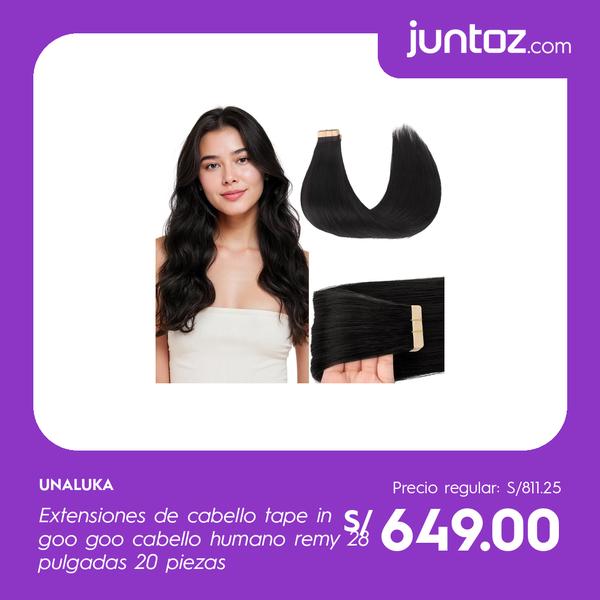 juntoz.com
UNALUKA
Extensiones de cabello tape in
goo goo cabello humano remy 28
pulgadas 20 piezas
Precio regular: S/811.25
S/ 649.00